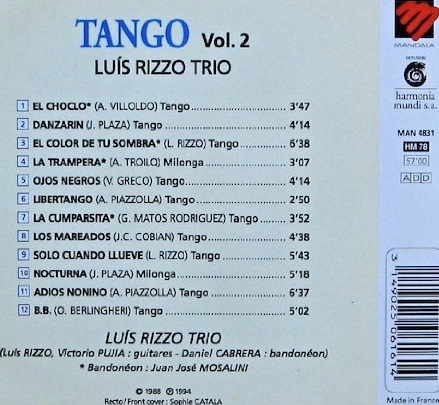 TANGO Vol. 2
LUÍS RIZZO TRIO
1 EL CHOCLO* (A. VILLOLDO) Tango 3'47
2 DANZARIN (J. PLAZA) Tango 4'14
3 EL COLOR DE TU SOMBRA* (L. RIZZO) Tango 6'38
4 LA TRAMPERA* (A. TROILO) Milonga 3'07
5 OJOS NEGROS (V. GRECO) Tango 4'14
6 LIBERTANGO (A. PIAZZOLLA) Tango 2'50
7 LA CUMPARSITA* (G. MATOS RODRIGUEZ) Tango 3'52
8 LOS MAREADOS (J.C. COBIAN) Tango 4'38
9 SOLO CUANDO LLUEVE (L. RIZZO) Tango 5'43
10 NOCTURNA (J. PLAZA) Milonga 5'18
11 ADIOS NONINO (A. PIAZZOLLA) Tango 6'37
12 B.B. (O. BERLINGHERI) Tango 5'02
LUÍS RIZZO TRIO
(Luís RIZZO, Victorio PUJIA : guitares - Daniel CABRERA : bandonéon)
* Bandonéon : Juan José MOSALINI
℗ 1988 © 1994
Recto / Front cover : Sophie CATALA
MANDALA
DIFFUSION
harmonia
mundi s.a.
MAN 4831
HM 78
57'00
ADD
3 149025 061614
Made in France